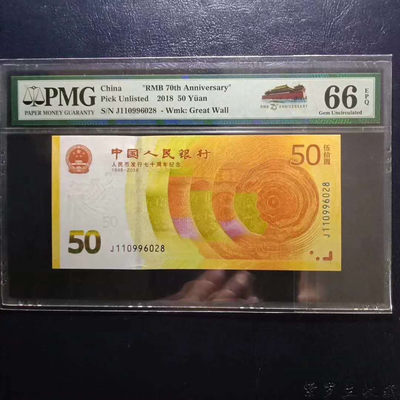 PMG
PAPER MONEY GUARANTY
China "RMB 70th Anniversary"
Pick Unlisted 2018 50 Yüan
S/N J110996028 - Wmk: Great Wall
66 EPQ
Gem Uncirculated
中国人民银行
人民币发行七十周年纪念
1948-2018
50
伍拾圆
50
J110996028
J110996028